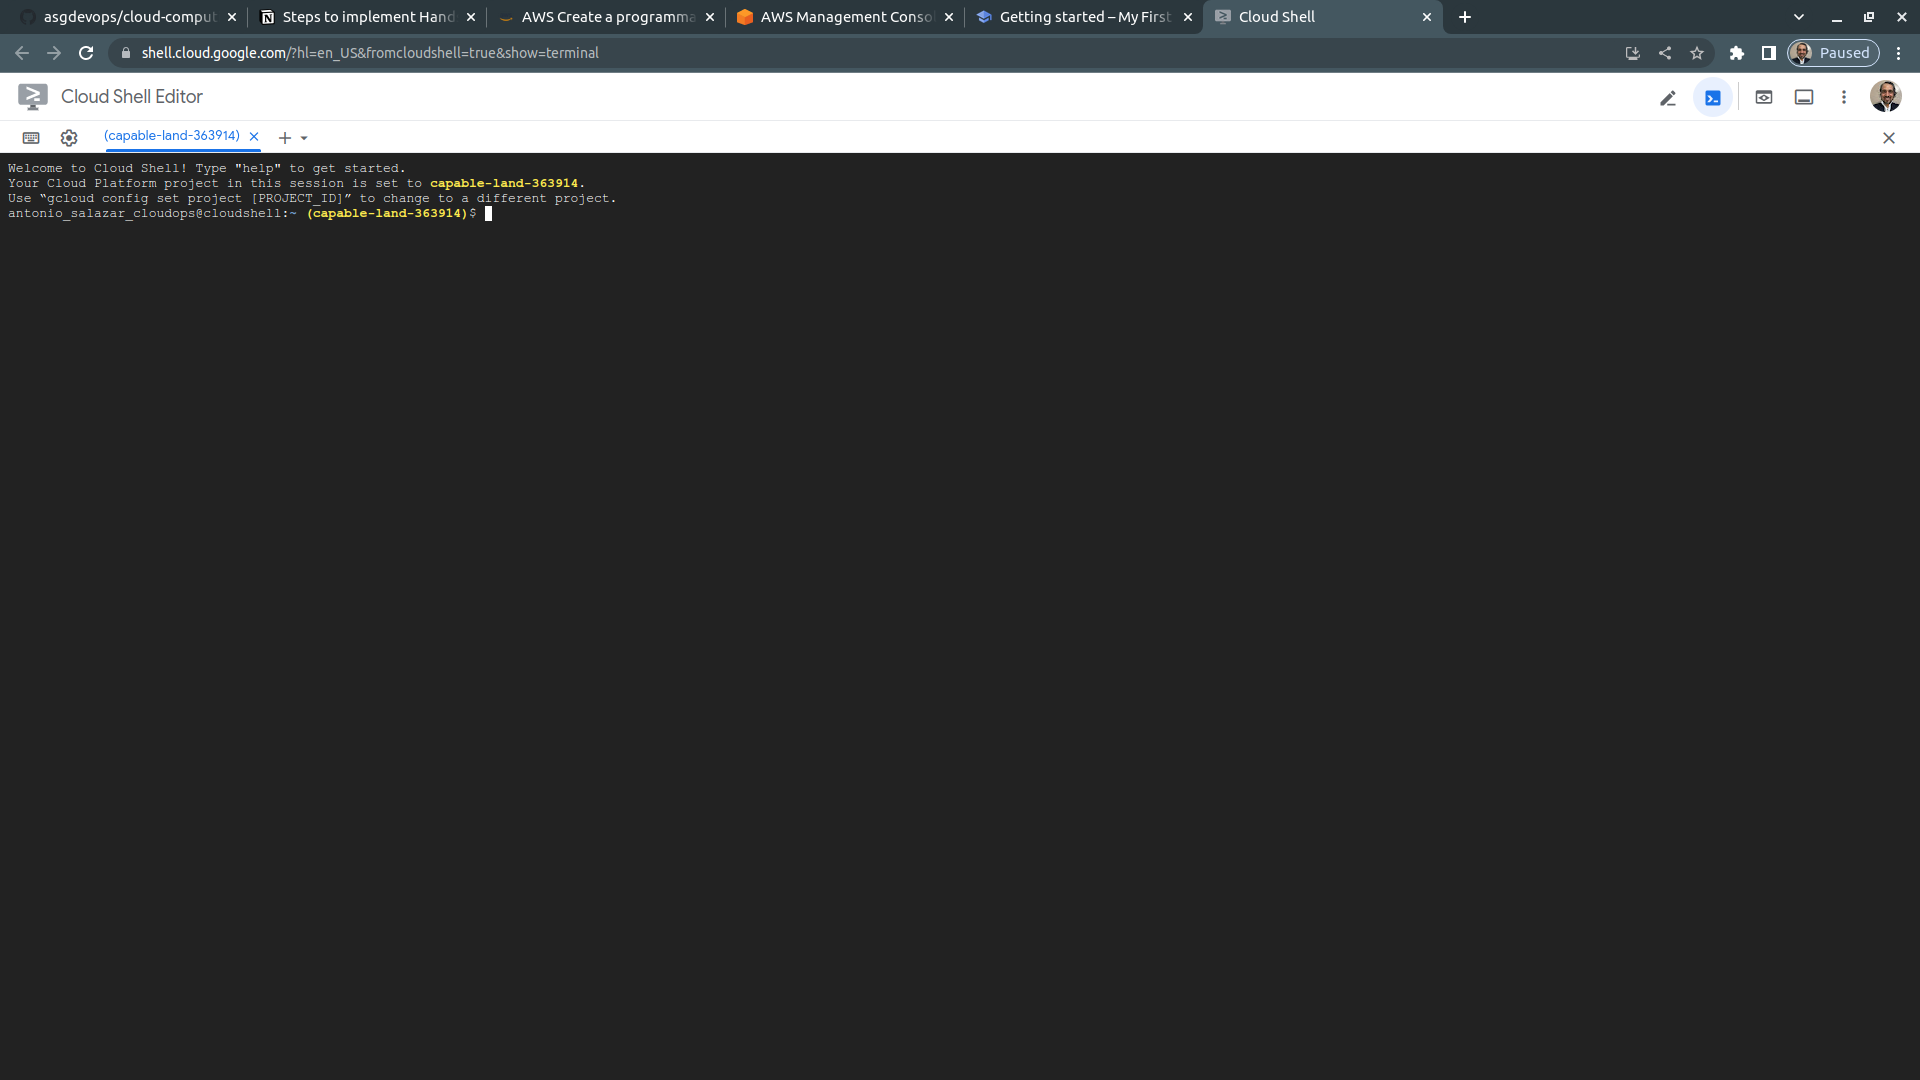 asgdevops/cloud-comput
Steps to implement Hand
AWS Create a programma
AWS Management Consol
Getting started – My First
Cloud Shell
shell.cloud.google.com/?hl=en_US&fromcloudshell=true&show=terminal
Paused
Cloud Shell Editor
(capable-land-363914)
Welcome to Cloud Shell! Type "help" to get started.
Your Cloud Platform project in this session is set to capable-land-363914.
Use “gcloud config set project [PROJECT_ID]” to change to a different project.
antonio_salazar_cloudops@cloudshell:~ (capable-land-363914)$